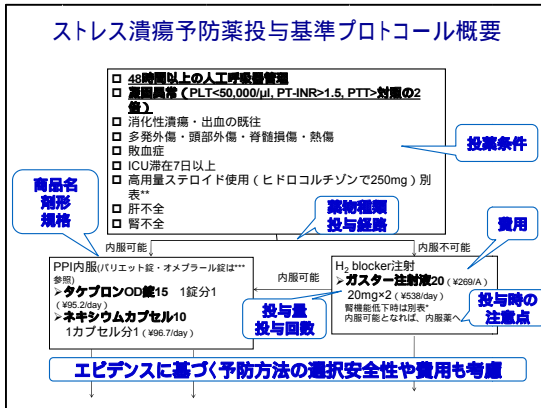 ストレス潰瘍予防薬投与基準プロトコール概要
□ 48時間以上の人工呼吸器管理
□ 凝固異常（PLT<50,000/μl, PT-INR>1.5, PTT>対照の2
倍）
□ 消化性潰瘍・出血の既往
□ 多発外傷・頭部外傷・脊髄損傷・熱傷
□ 敗血症
□ ICU滞在7日以上
□ 高用量ステロイド使用（ヒドロコルチゾンで250mg）別
表**
□ 肝不全
□ 腎不全
投薬条件
商品名
剤形
規格
薬物種類
投与経路
費用
内服可能
内服不可能
PPI内服(パリエット錠・オメプラール錠は***
参照)
➢タケプロンOD錠15 1錠分1
(¥95.2/day)
➢ネキシウムカプセル10
1カプセル分1 (¥96.7/day)
内服可能
投与量
投与回数
H2 blocker注射
➢ガスター注射液20 (¥269/A)
20mg×2 (¥538/day)
腎機能低下時は別表*
内服可能となれば、内服薬へ
投与時の
注意点
エビデンスに基づく予防方法の選択安全性や費用も考慮